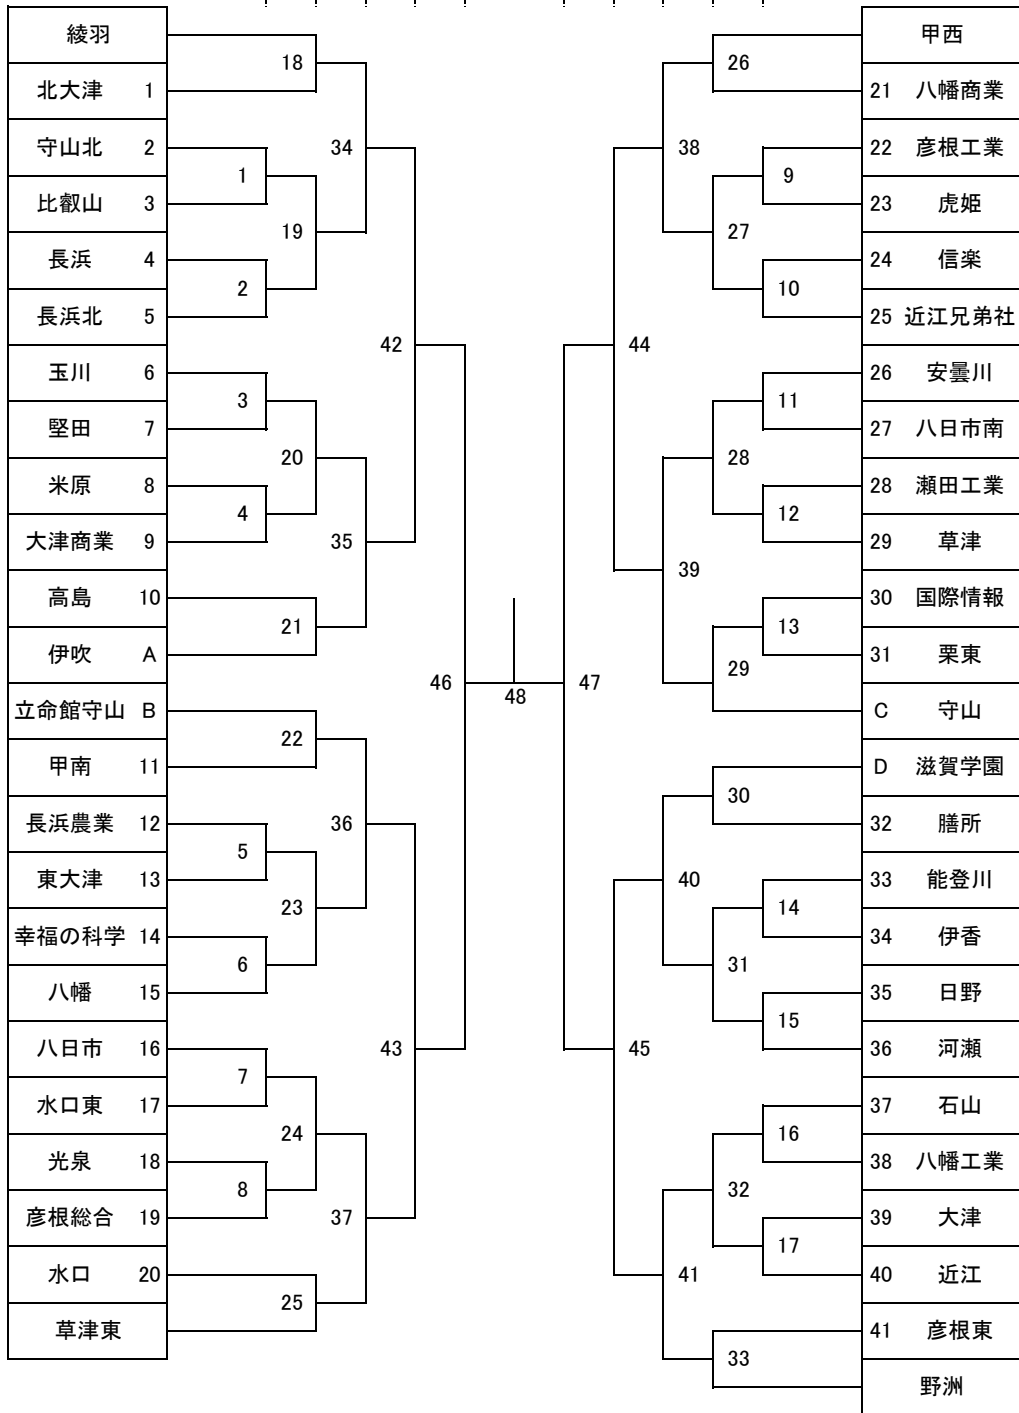 綾羽
北大津 1
守山北 2
比叡山 3
長浜 4
長浜北 5
玉川 6
堅田 7
米原 8
大津商業 9
高島 10
伊吹 A
立命館守山 B
甲南 11
長浜農業 12
東大津 13
幸福の科学 14
八幡 15
八日市 16
水口東 17
光泉 18
彦根総合 19
水口 20
草津東
1
2
3
4
5
6
7
8
18
19
20
21
22
23
24
25
34
35
36
37
42
43
46
48
47
44
45
38
39
40
41
26
27
28
29
30
31
32
33
9
10
11
12
13
14
15
16
17
甲西
21 八幡商業
22 彦根工業
23 虎姫
24 信楽
25 近江兄弟社
26 安曇川
27 八日市南
28 瀬田工業
29 草津
30 国際情報
31 栗東
C 守山
D 滋賀学園
32 膳所
33 能登川
34 伊香
35 日野
36 河瀬
37 石山
38 八幡工業
39 大津
40 近江
41 彦根東
野洲